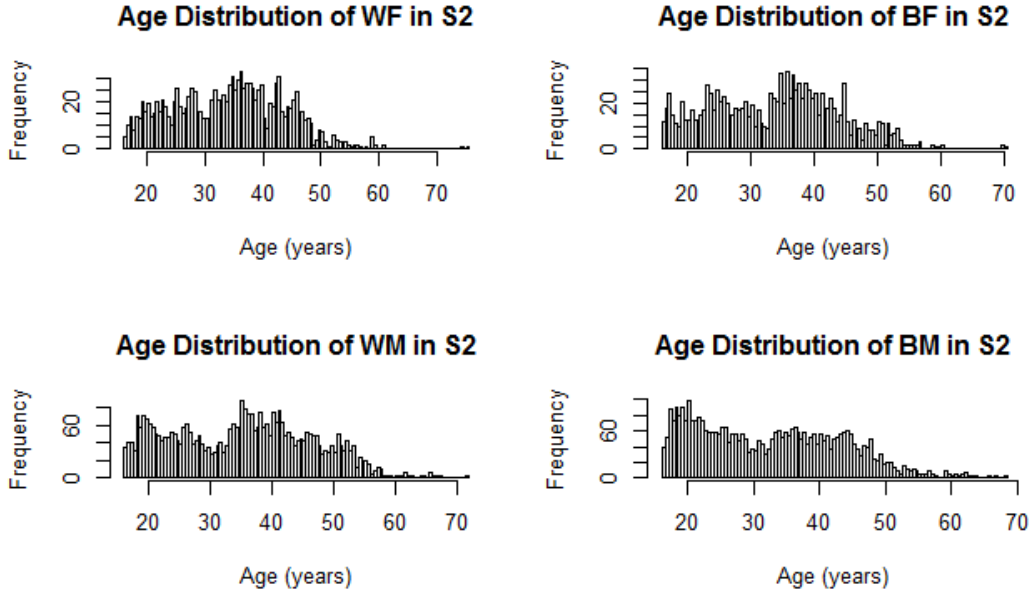 Age Distribution of WF in S2
Frequency
0
20
20 30 40 50 60 70
Age (years)
Age Distribution of BF in S2
Frequency
0
20
20 30 40 50 60 70
Age (years)
Age Distribution of WM in S2
Frequency
0
60
20 30 40 50 60 70
Age (years)
Age Distribution of BM in S2
Frequency
0
60
20 30 40 50 60 70
Age (years)